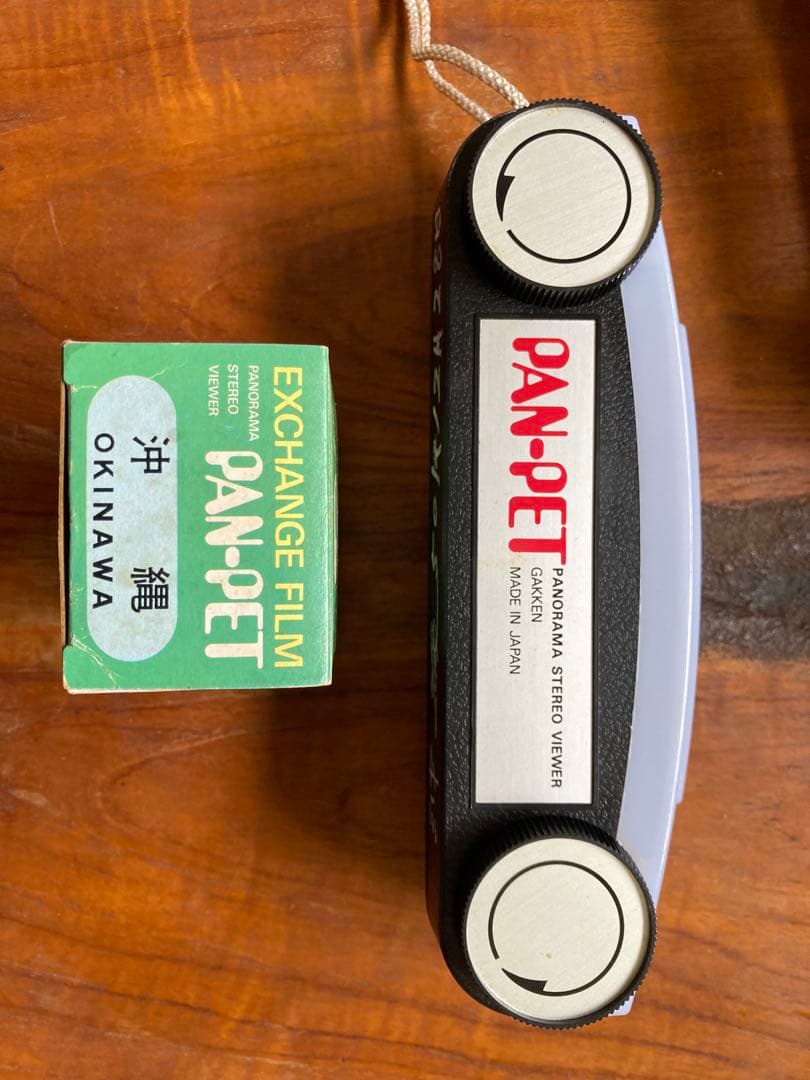 EXCHANGE FILM
PANORAMA
STEREO
VIEWER
PAN•PET
沖縄
OKINAWA
PAN•PET
PANORAMA STEREO VIEWER
GAKKEN
MADE IN JAPAN